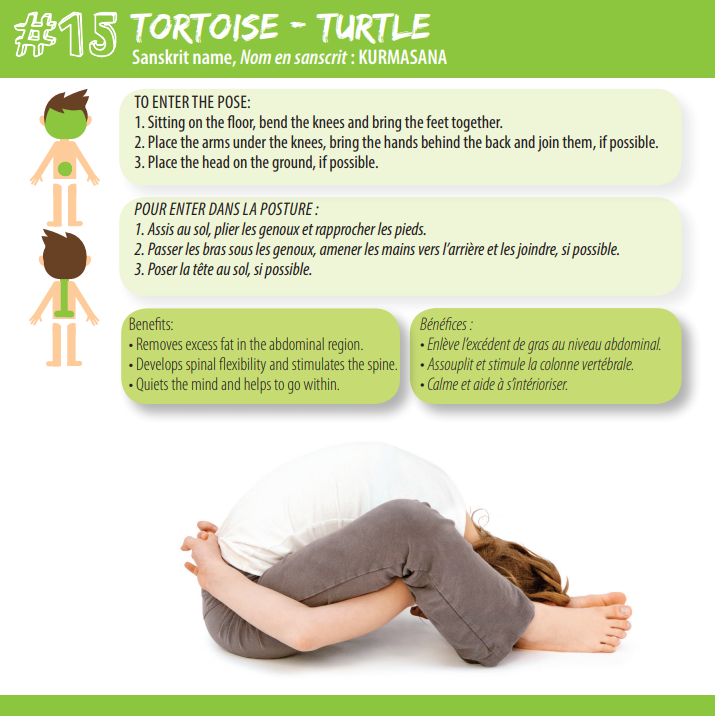 #15 TORTOISE - TURTLE
Sanskrit name, Nom en sanscrit : KURMASANA
TO ENTER THE POSE:
1. Sitting on the floor, bend the knees and bring the feet together.
2. Place the arms under the knees, bring the hands behind the back and join them, if possible.
3. Place the head on the ground, if possible.
POUR ENTER DANS LA POSTURE :
1. Assis au sol, plier les genoux et rapprocher les pieds.
2. Passer les bras sous les genoux, amener les mains vers l'arrière et les joindre, si possible.
3. Poser la tête au sol, si possible.
Benefits:
• Removes excess fat in the abdominal region.
• Develops spinal flexibility and stimulates the spine.
• Quiets the mind and helps to go within.
Bénéfices :
• Enlève l'excédent de gras au niveau abdominal.
• Assouplit et stimule la colonne vertébrale.
• Calme et aide à s'intérioriser.